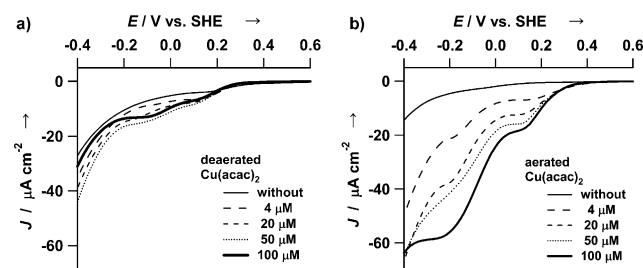 a)
E / V vs. SHE →
-0.4 -0.2 0.0 0.2 0.4 0.6
0
-20
-40
-60
J / μA cm-2 →
deaerated
Cu(acac)2
without
4 μM
20 μM
50 μM
100 μM
b)
E / V vs. SHE →
-0.4 -0.2 0.0 0.2 0.4 0.6
0
-20
-40
-60
J / μA cm-2 →
aerated
Cu(acac)2
without
4 μM
20 μM
50 μM
100 μM